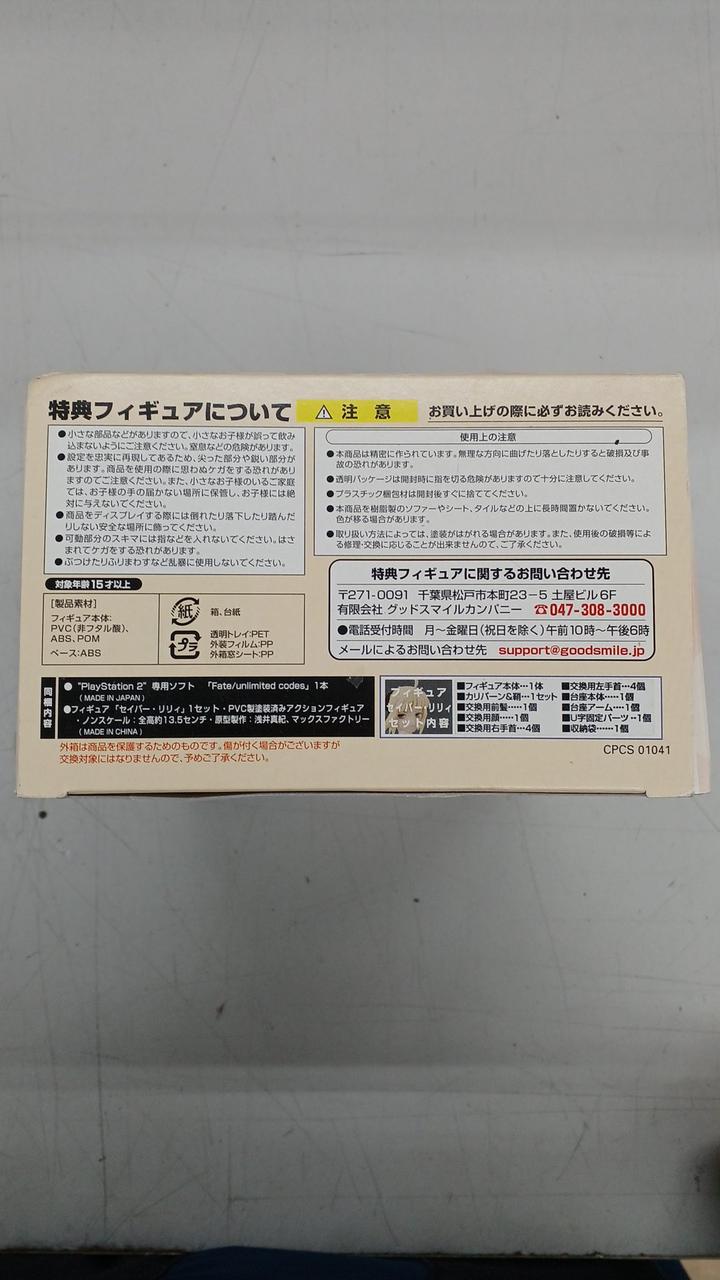 特典フィギュアについて
⚠ 注 意
お買い上げの際に必ずお読みください。
●小さな部品などがありますので、小さなお子様が誤って飲み
込まないようにご注意ください。窒息などの危険があります。
●設定を忠実に再現してあるため、尖った部分や鋭い部分が
あります。商品を使用の際に思わぬケガをする恐れがあり
ますのでご注意ください。また、小さなお子様のいるご家庭
では、お子様の手の届かない場所に保管し、お子様には絶
対に与えないでください。
●商品をディスプレイする際には倒れたり落下したり踏んだ
りしない安全な場所に飾ってください。
●可動部分のスキマには指などを入れないでください。はさ
まれてケガをする恐れがあります。
●ぶつけたりふりまわすなど乱暴に使用しないでください。
使用上の注意
●本商品は精密に作られています。無理な方向に曲げたり落としたりすると破損及び事
故の恐れがあります。
●透明パッケージは開封時に指を切る危険がありますので十分に注意してください。
●プラスチック梱包材は開封後すぐに捨ててください。
●本商品を樹脂製のソファーやシート、タイルなどの上に長時間置かないでください。
色が移る場合があります。
●取り扱い方法によっては、塗装がはがれる場合があります。また、使用後の破損等によ
る修理・交換に応じることが出来ませんので、ご了承ください。
対象年齢15才以上
[製品素材]
フィギュア本体:
PVC(非フタル酸)、
ABS、POM
ベース:ABS
紙
箱、台紙
プラ
透明トレイ:PET
外装フィルム:PP
外箱窓シート:PP
特典フィギュアに関するお問い合わせ先
〒271-0091 千葉県松戸市本町23-5 土屋ビル6F
有限会社 グッドスマイルカンパニー ☎047-308-3000
●電話受付時間 月〜金曜日(祝日を除く)午前10時〜午後6時
メールによるお問い合わせ先 support@goodsmile.jp
同梱内容
● "PlayStation 2" 専用ソフト 「Fate/unlimited codes」1本
(MADE IN JAPAN)
●フィギュア「セイバー・リリィ」1セット・PVC製塗装済みアクションフィギュア
・ノンスケール:全高約13.5センチ・原型製作:浅井真紀、マックスファクトリー
(MADE IN CHINA)
フィギュア
セイバー・リリィ
セット内容
■フィギュア本体…1体
■カリバーン&鞘…1セット
■交換用前髪……1個
■交換用顔……1個
■交換用右手首…4個
■交換用左手首…4個
■台座本体……1個
■台座アーム……1個
■U字固定パーツ…1個
■収納袋……1個
外箱は商品を保護するためのものです。傷が付く場合がございますが
交換対象にはなりませんので、予めご了承ください。
CPCS 01041